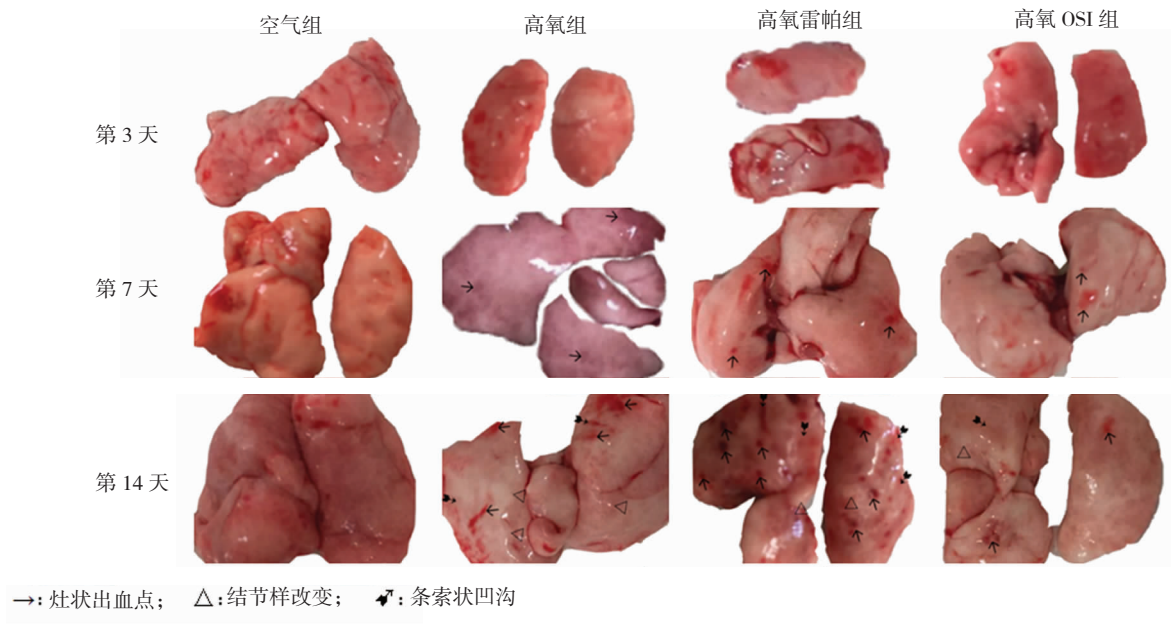 空气组 高氧组 高氧雷帕组 高氧 OSI 组
第 3 天
第 7 天
第 14 天
→: 灶状出血点； △:结节样改变； ➹: 条索状凹沟